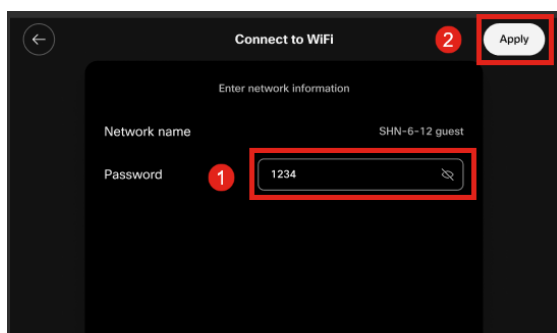 Connect to WiFi
2
Apply
Enter network information
Network name
SHN-6-12 guest
Password
1
1234